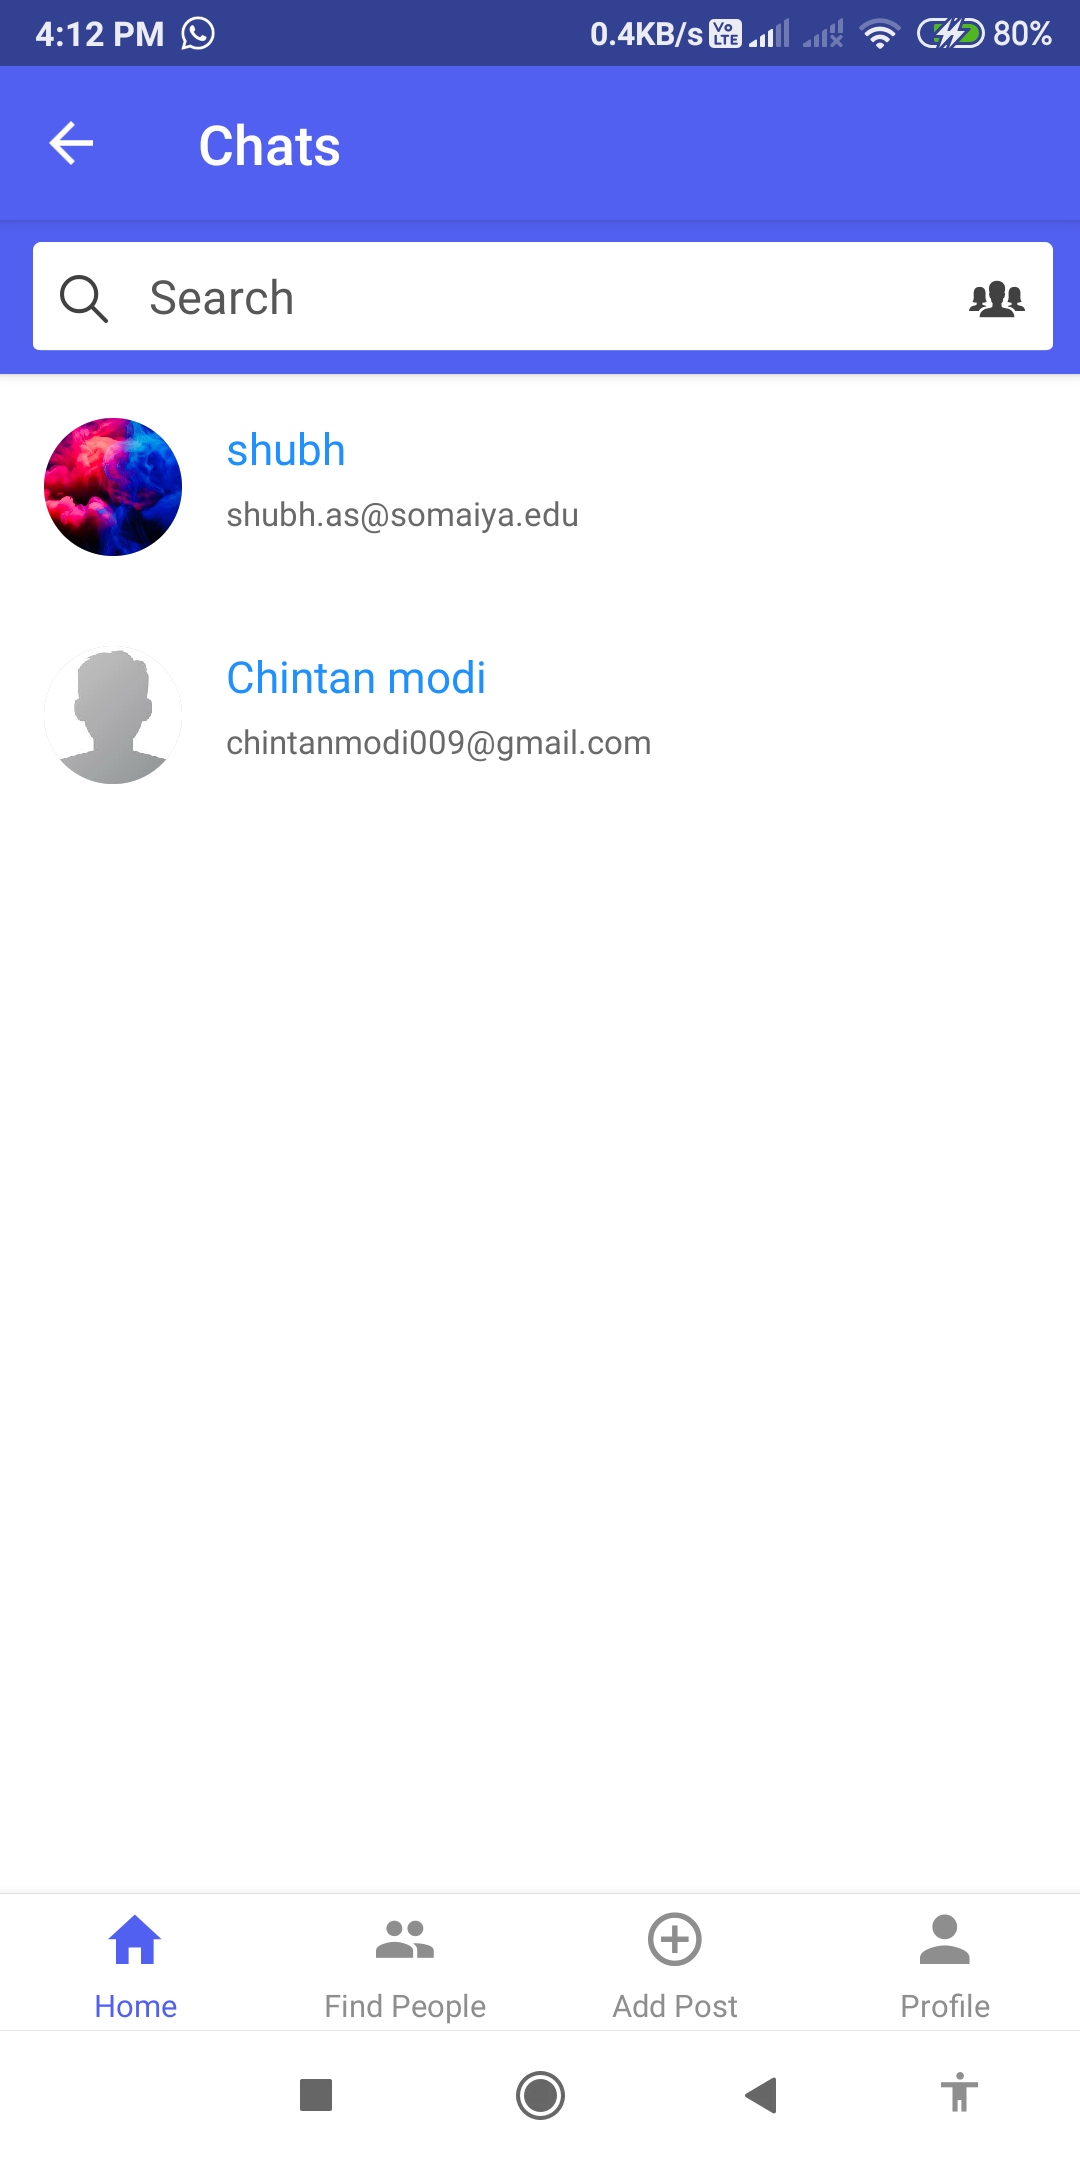 4:12 PM 0.4KB/s Vo LTE 80%
Chats
Search
shubh
shubh.as@somaiya.edu
Chintan modi
chintanmodi009@gmail.com
Home Find People Add Post Profile